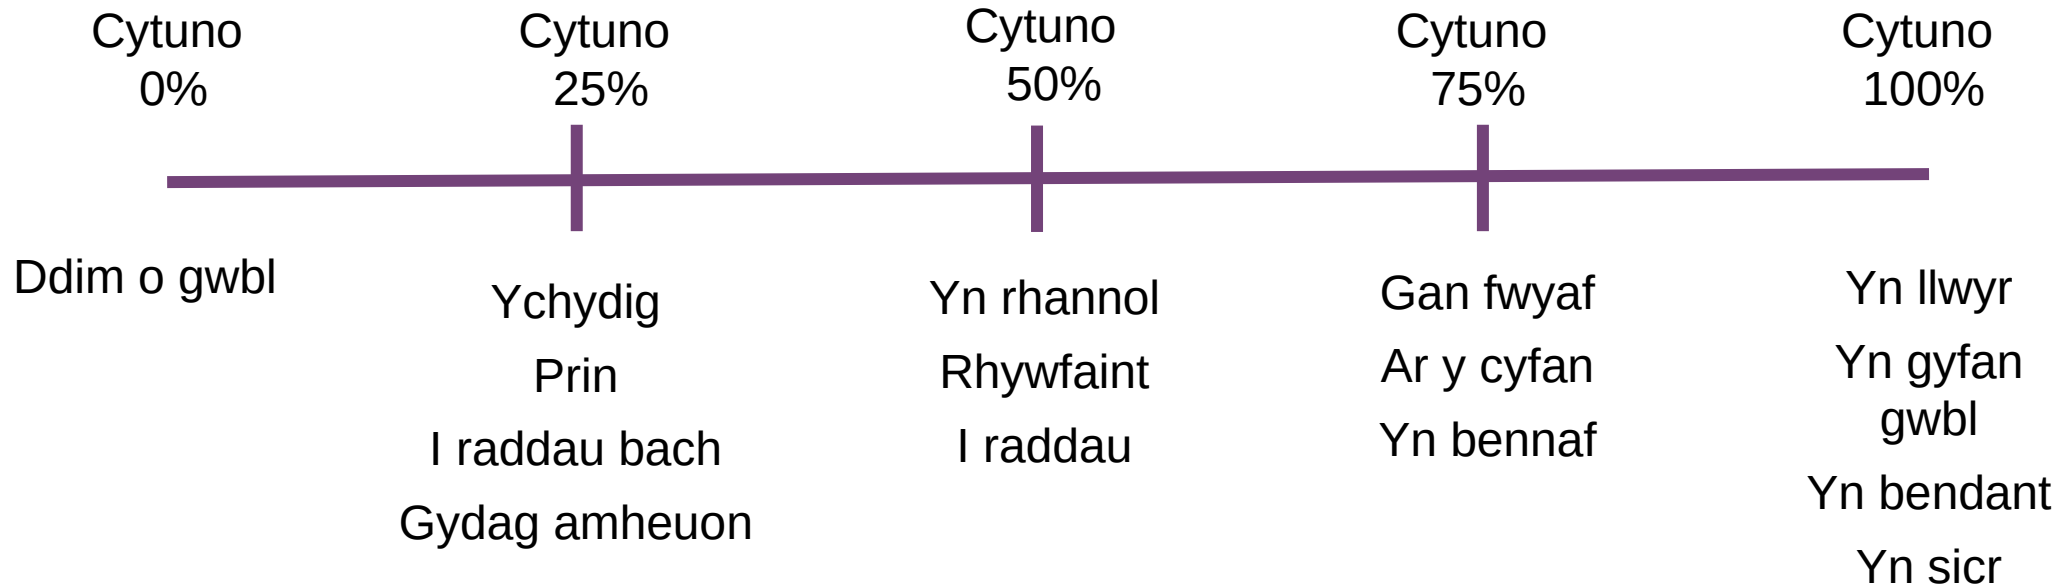 Cytuno
0%
Cytuno
25%
Cytuno
50%
Cytuno
75%
Cytuno
100%
Ddim o gwbl
Ychydig
Prin
I raddau bach
Gydag amheuon
Yn rhannol
Rhywfaint
I raddau
Gan fwyaf
Ar y cyfan
Yn bennaf
Yn llwyr
Yn gyfan
gwbl
Yn bendant
Yn sicr